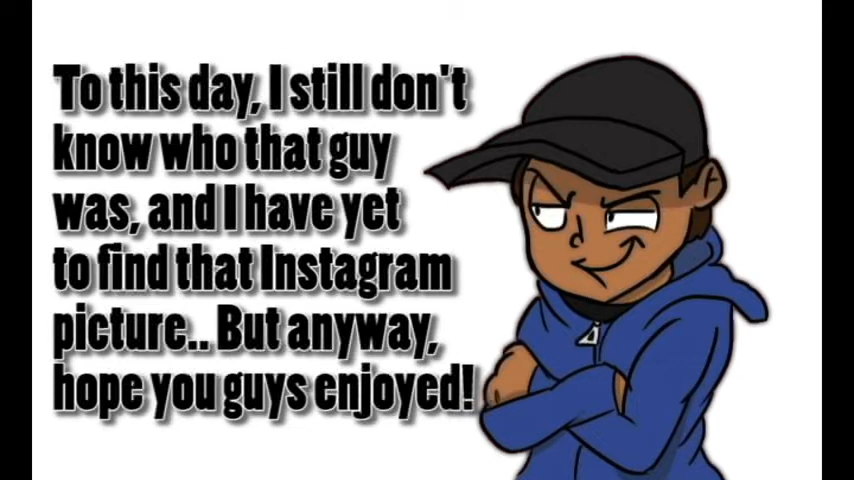 To this day, I still don't
know who that guy
was, and I have yet
to find that Instagram
picture.. But anyway,
hope you guys enjoyed!